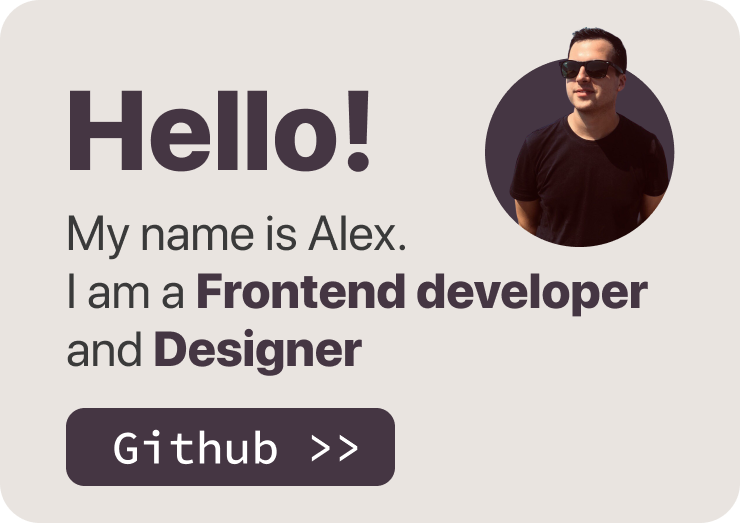 Hello!
My name is Alex.
I am a Frontend developer
and Designer
Github >>